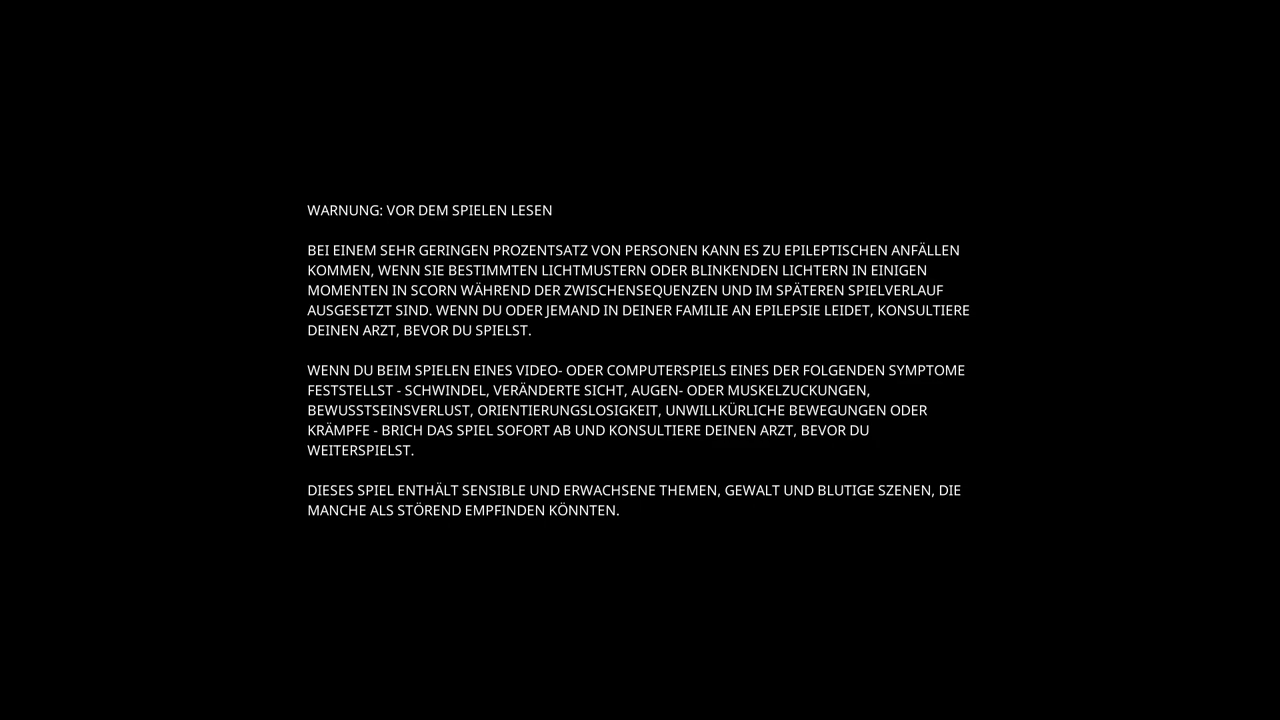 WARNUNG: VOR DEM SPIELEN LESEN
BEI EINEM SEHR GERINGEN PROZENTSATZ VON PERSONEN KANN ES ZU EPILEPTISCHEN ANFÄLLEN
KOMMEN, WENN SIE BESTIMMTEN LICHTMUSTERN ODER BLINKENDEN LICHTERN IN EINIGEN
MOMENTEN IN SCORN WÄHREND DER ZWISCHENSEQUENZEN UND IM SPÄTEREN SPIELVERLAUF
AUSGESETZT SIND. WENN DU ODER JEMAND IN DEINER FAMILIE AN EPILEPSIE LEIDET, KONSULTIERE
DEINEN ARZT, BEVOR DU SPIELST.
WENN DU BEIM SPIELEN EINES VIDEO- ODER COMPUTERSPIELS EINES DER FOLGENDEN SYMPTOME
FESTSTELLST - SCHWINDEL, VERÄNDERTE SICHT, AUGEN- ODER MUSKELZUCKUNGEN,
BEWUSSTSEINSVERLUST, ORIENTIERUNGSLOSIGKEIT, UNWILLKÜRLICHE BEWEGUNGEN ODER
KRÄMPFE - BRICH DAS SPIEL SOFORT AB UND KONSULTIERE DEINEN ARZT, BEVOR DU
WEITERSPIELST.
DIESES SPIEL ENTHÄLT SENSIBLE UND ERWACHSENE THEMEN, GEWALT UND BLUTIGE SZENEN, DIE
MANCHE ALS STÖREND EMPFINDEN KÖNNTEN.